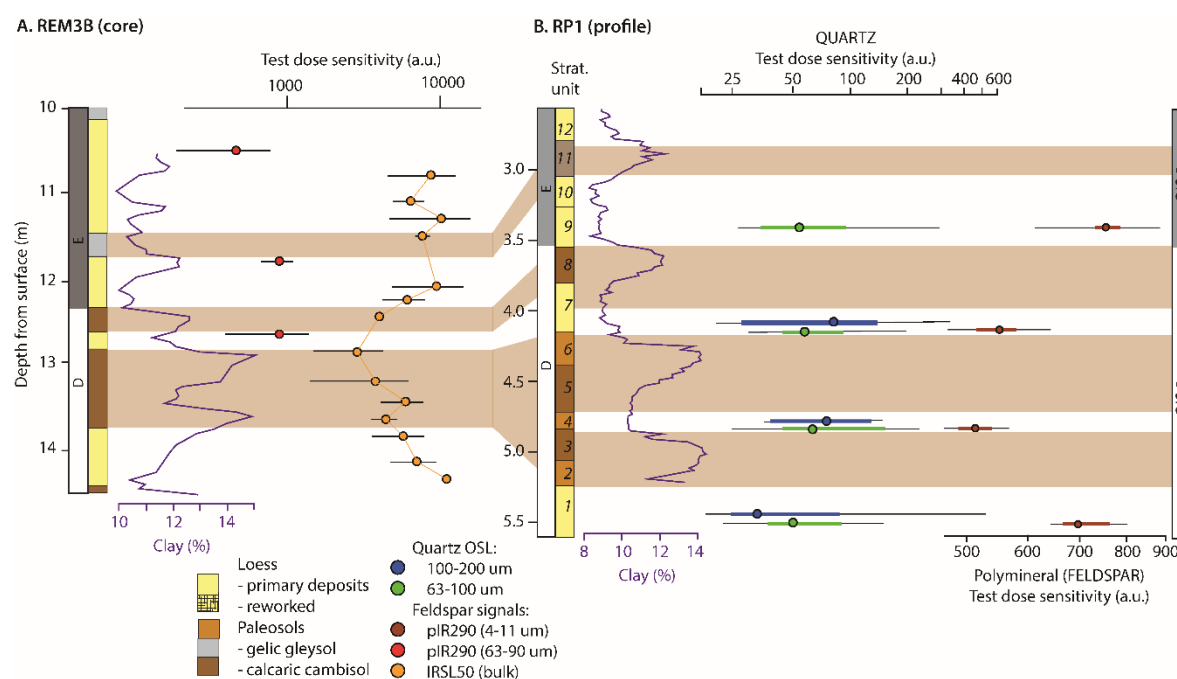 A. REM3B (core)
Test dose sensitivity (a.u.)
1000
10000
Depth from surface (m)
10
11
12
13
14
E
D
10
12
14
Clay (%)
B. RP1 (profile)
QUARTZ
Test dose sensitivity (a.u.)
25
50
100
200
400
600
Strat.
unit
3.0
3.5
4.0
4.5
5.0
5.5
E
D
12
11
10
9
8
7
6
5
4
3
2
1
8
10
12
14
Clay (%)
500
600
700
800
900
Polymineral (FELDSPAR)
Test dose sensitivity (a.u.)
Loess
- primary deposits
- reworked
Paleosols
- gelic gleysol
- calcaric cambisol
Quartz OSL:
100-200 um
63-100 um
Feldspar signals:
pIR290 (4-11 um)
pIR290 (63-90 um)
IRSL50 (bulk)